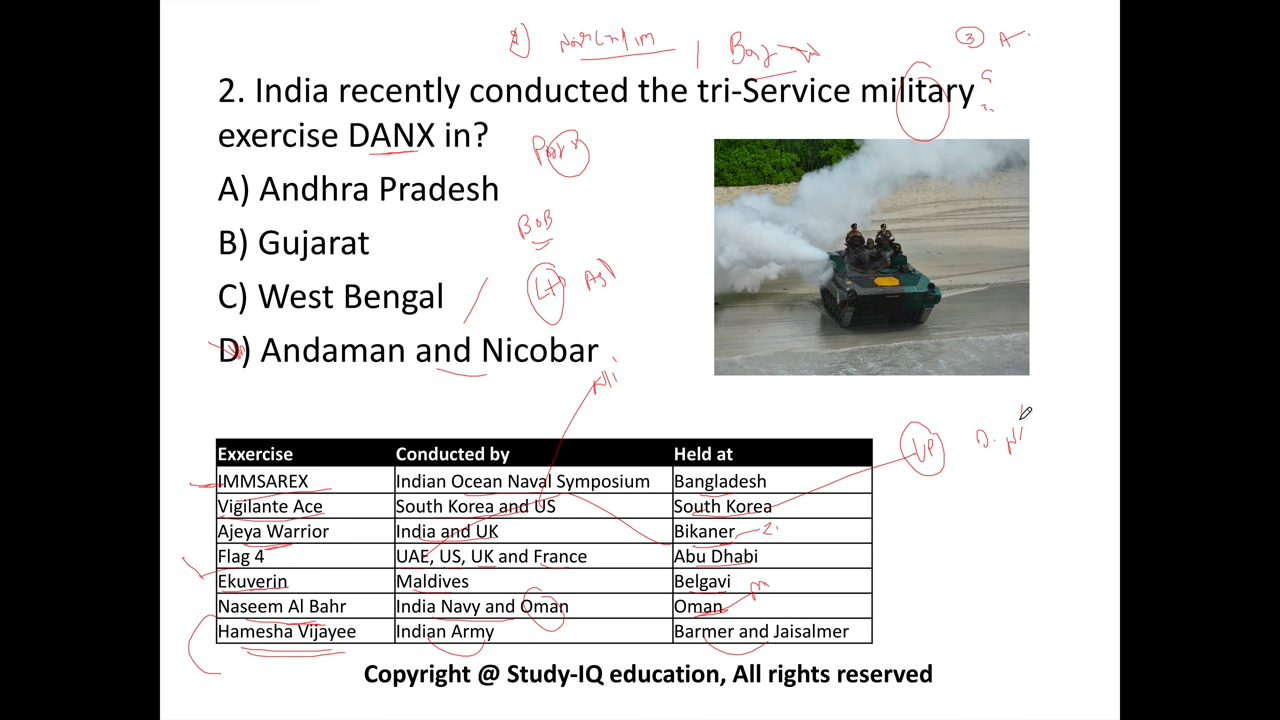 2. India recently conducted the tri-Service military
exercise DANX in?
A) Andhra Pradesh
B) Gujarat
C) West Bengal
D) Andaman and Nicobar
BOB
UP
Exxercise Conducted by Held at
IMMSAREX Indian Ocean Naval Symposium Bangladesh
Vigilante Ace South Korea and US South Korea
Ajeya Warrior India and UK Bikaner
Flag 4 UAE, US, UK and France Abu Dhabi
Ekuverin Maldives Belgavi
Naseem Al Bahr India Navy and Oman Oman
Hamesha Vijayee Indian Army Barmer and Jaisalmer
Copyright @ Study-IQ education, All rights reserved